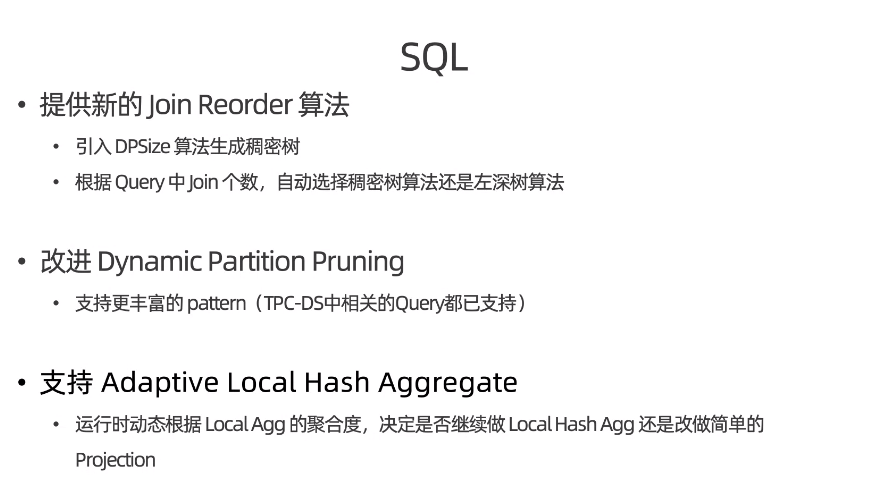 SQL
• 提供新的 Join Reorder 算法
• 引入 DPSize 算法生成稠密树
• 根据 Query 中 Join 个数，自动选择稠密树算法还是左深树算法
• 改进 Dynamic Partition Pruning
• 支持更丰富的 pattern（TPC-DS中相关的Query都已支持）
• 支持 Adaptive Local Hash Aggregate
• 运行时动态根据 Local Agg 的聚合度，决定是否继续做 Local Hash Agg 还是改做简单的
Projection